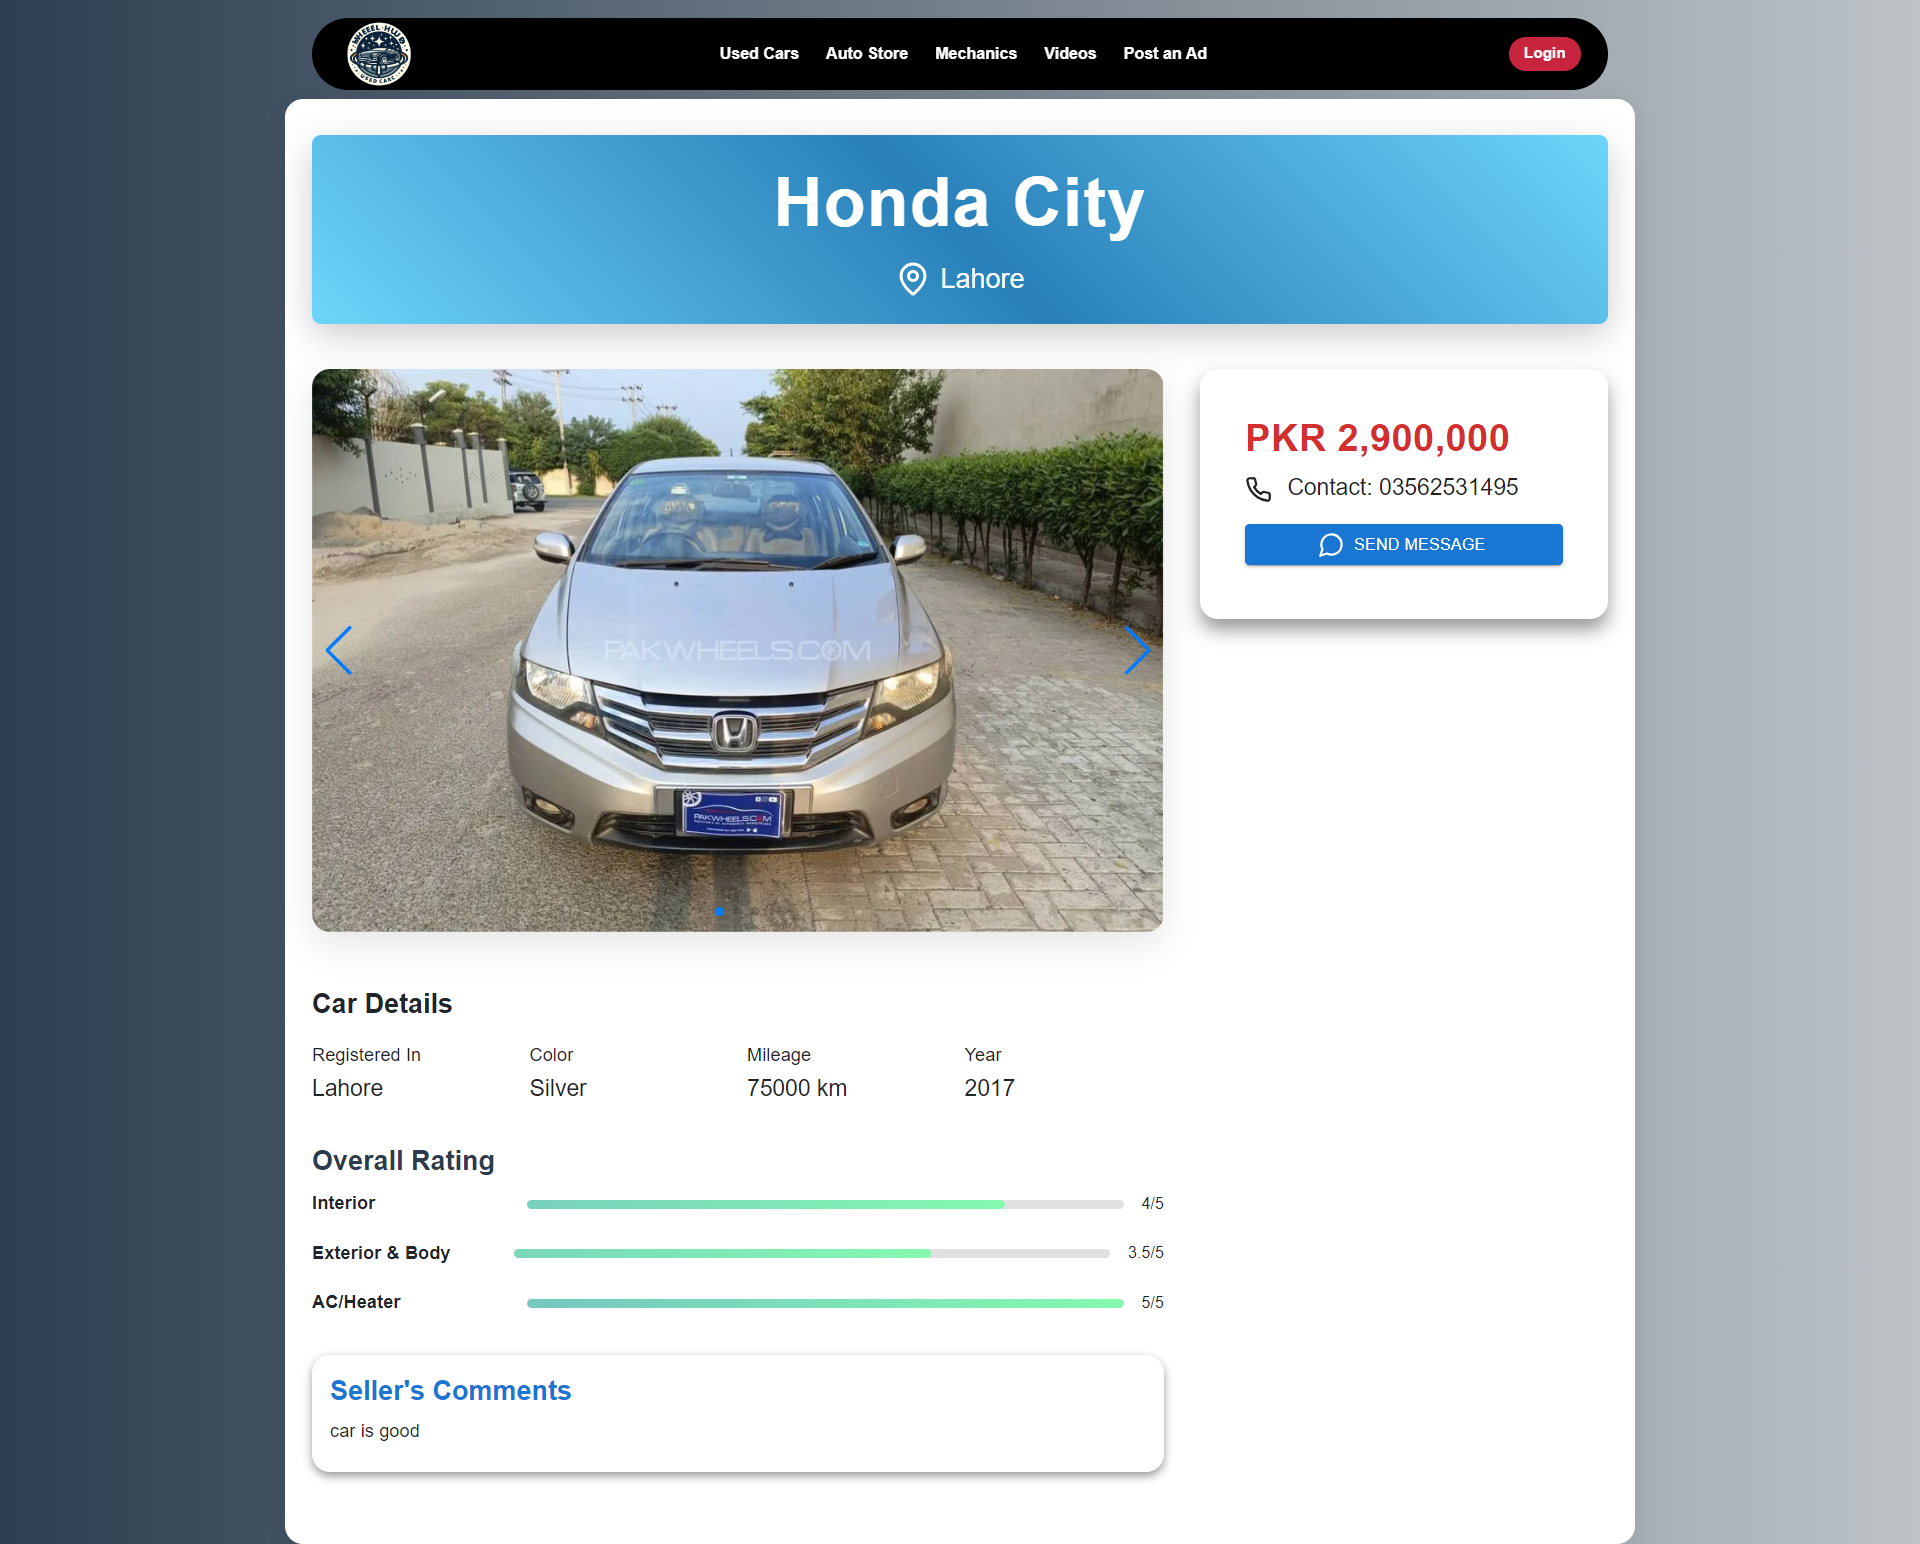 USED CARS
Used Cars
Auto Store
Mechanics
Videos
Post an Ad
Login
Honda City
Lahore
PAKWHEELS.COM
PAKWHEELS.COM
PKR 2,900,000
Contact: 03562531495
SEND MESSAGE
Car Details
Registered In
Lahore
Color
Silver
Mileage
75000 km
Year
2017
Overall Rating
Interior
4/5
Exterior & Body
3.5/5
AC/Heater
5/5
Seller's Comments
car is good